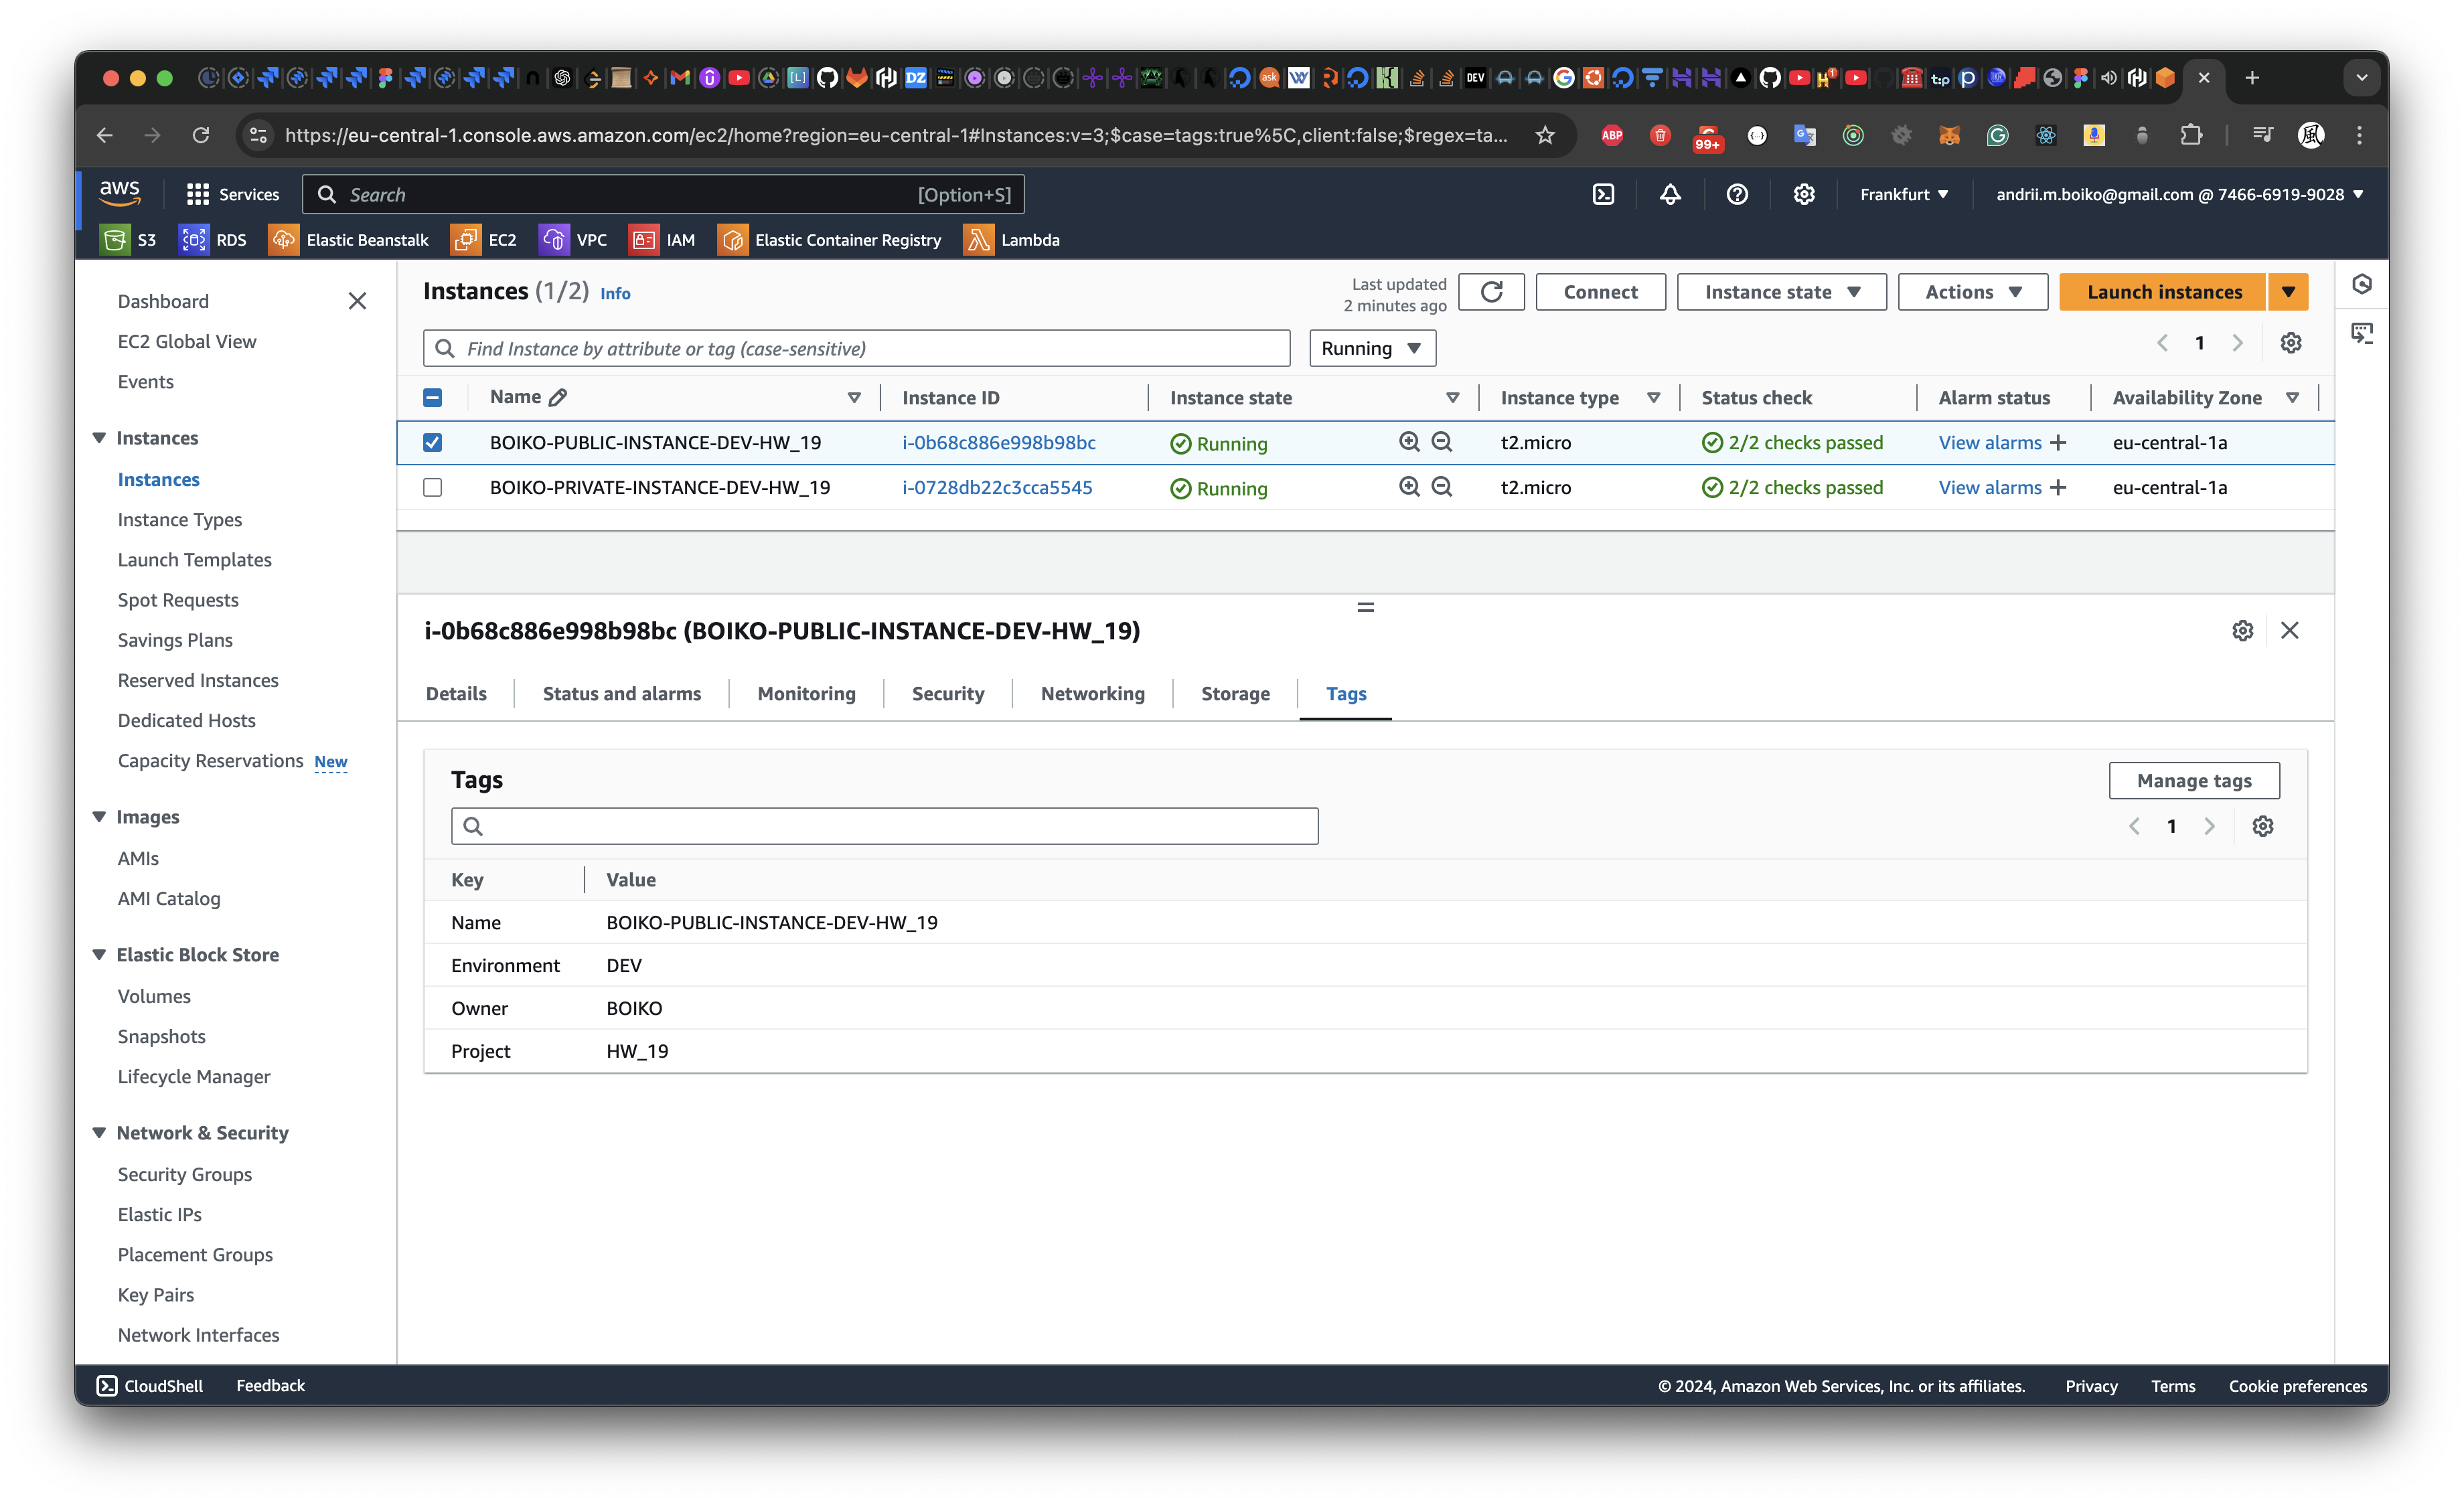 https://eu-central-1.console.aws.amazon.com/ec2/home?region=eu-central-1#Instances:v=3;$case=tags:true%5C,client:false;$regex=ta...
ABP
99+
aws
Services
Search
[Option+S]
Frankfurt
andrii.m.boiko@gmail.com @ 7466-6919-9028
S3
RDS
Elastic Beanstalk
EC2
VPC
IAM
Elastic Container Registry
Lambda
Dashboard
EC2 Global View
Events
Instances
Instances
Instance Types
Launch Templates
Spot Requests
Savings Plans
Reserved Instances
Dedicated Hosts
Capacity Reservations New
Images
AMIs
AMI Catalog
Elastic Block Store
Volumes
Snapshots
Lifecycle Manager
Network & Security
Security Groups
Elastic IPs
Placement Groups
Key Pairs
Network Interfaces
Instances (1/2) Info
Last updated
2 minutes ago
Connect
Instance state
Actions
Launch instances
Find Instance by attribute or tag (case-sensitive)
Running
1
Name Instance ID Instance state Instance type Status check Alarm status Availability Zone
BOIKO-PUBLIC-INSTANCE-DEV-HW_19 i-0b68c886e998b98bc Running t2.micro 2/2 checks passed View alarms eu-central-1a
BOIKO-PRIVATE-INSTANCE-DEV-HW_19 i-0728db22c3cca5545 Running t2.micro 2/2 checks passed View alarms eu-central-1a
i-0b68c886e998b98bc (BOIKO-PUBLIC-INSTANCE-DEV-HW_19)
Details
Status and alarms
Monitoring
Security
Networking
Storage
Tags
Tags
Manage tags
1
Key Value
Name BOIKO-PUBLIC-INSTANCE-DEV-HW_19
Environment DEV
Owner BOIKO
Project HW_19
CloudShell
Feedback
© 2024, Amazon Web Services, Inc. or its affiliates.
Privacy
Terms
Cookie preferences